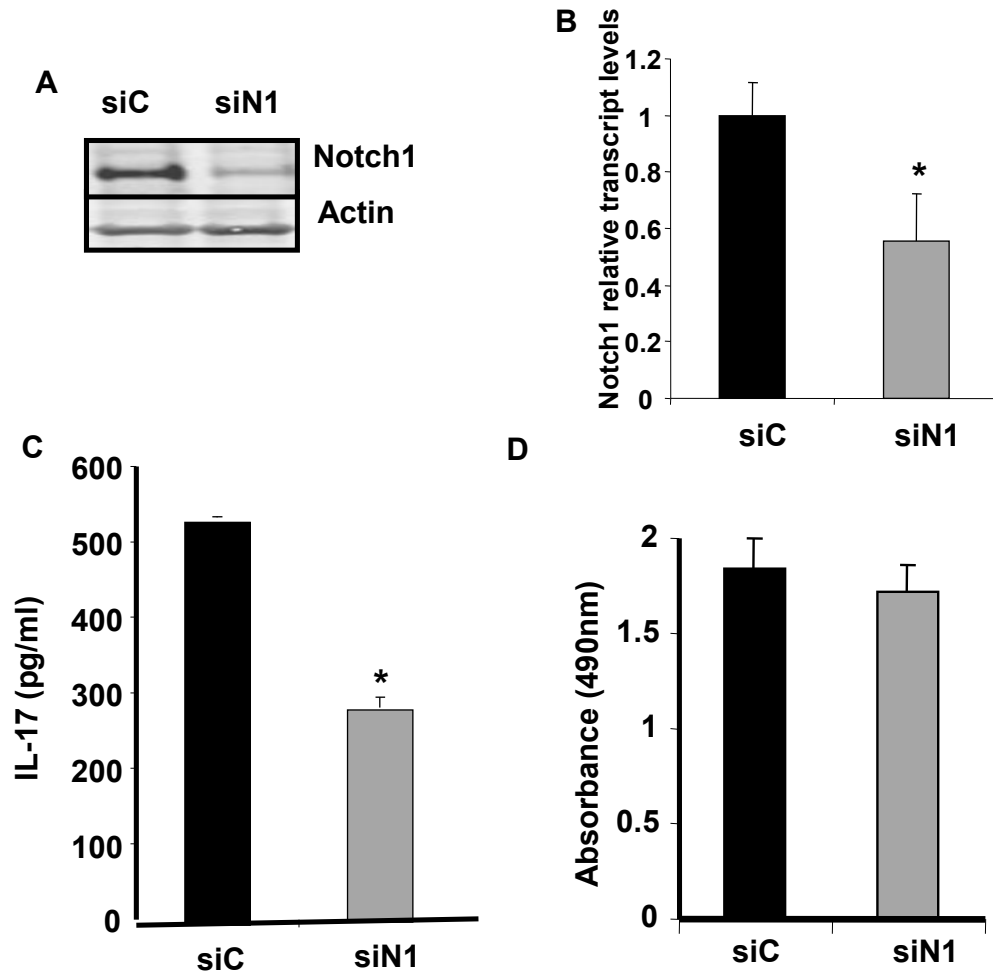 A
siC siN1
Notch1
Actin
B
Notch1 relative transcript levels
1.2
1
0.8
0.6
0.4
0.2
0
*
siC siN1
C
IL-17 (pg/ml)
600
500
400
300
200
100
0
*
siC siN1
D
Absorbance (490nm)
2
1.5
1
0.5
0
siC siN1